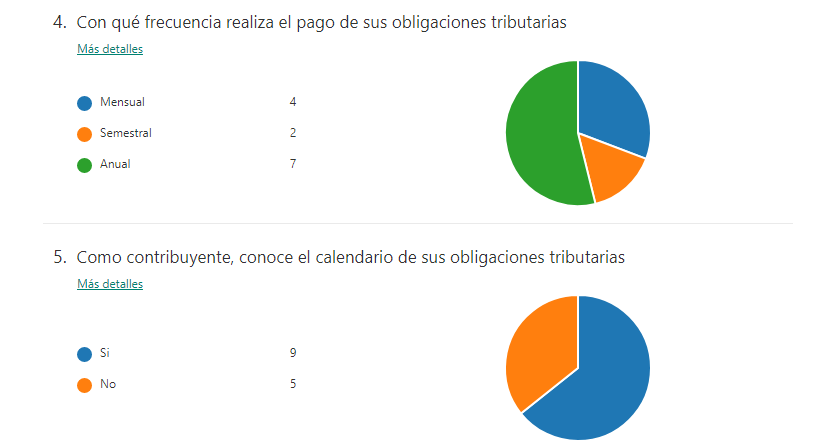 4. Con qué frecuencia realiza el pago de sus obligaciones tributarias
Más detalles
Mensual 4
Semestral 2
Anual 7
5. Como contribuyente, conoce el calendario de sus obligaciones tributarias
Más detalles
Si 9
No 5